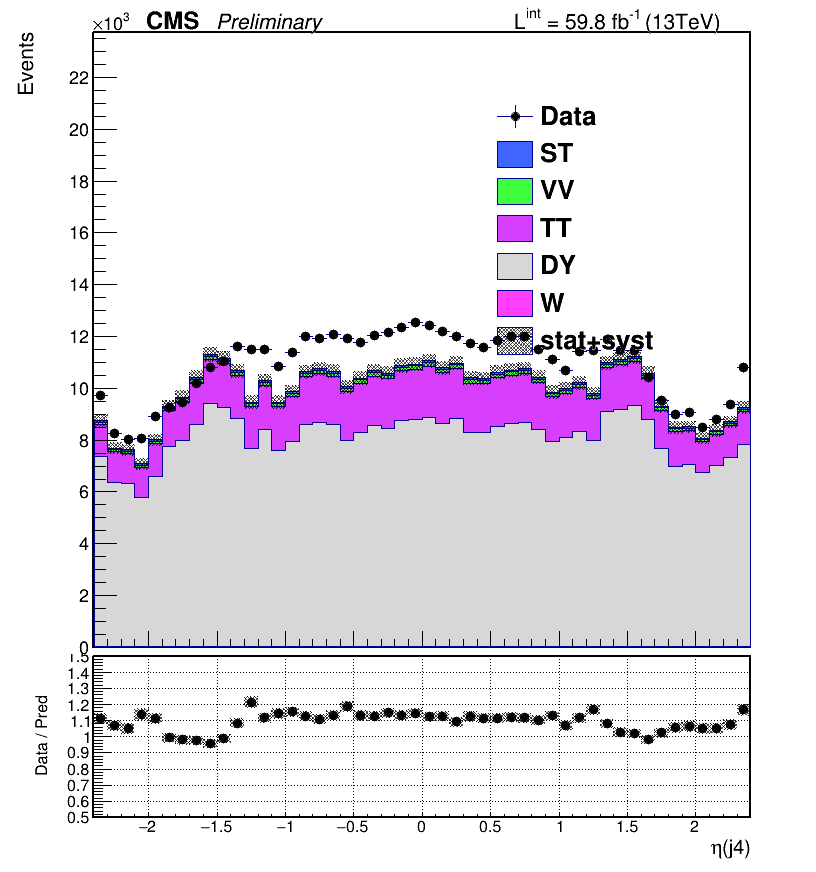 ×10³ CMS Preliminary L^int = 59.8 fb⁻¹ (13TeV)
Events
22
20
18
16
14
12
10
8
6
4
2
0
Data
ST
VV
TT
DY
W
stat+syst
Data / Pred
1.5
1.4
1.3
1.2
1.1
1
0.9
0.8
0.7
0.6
0.5
−2 −1.5 −1 −0.5 0 0.5 1 1.5 2
η(j4)